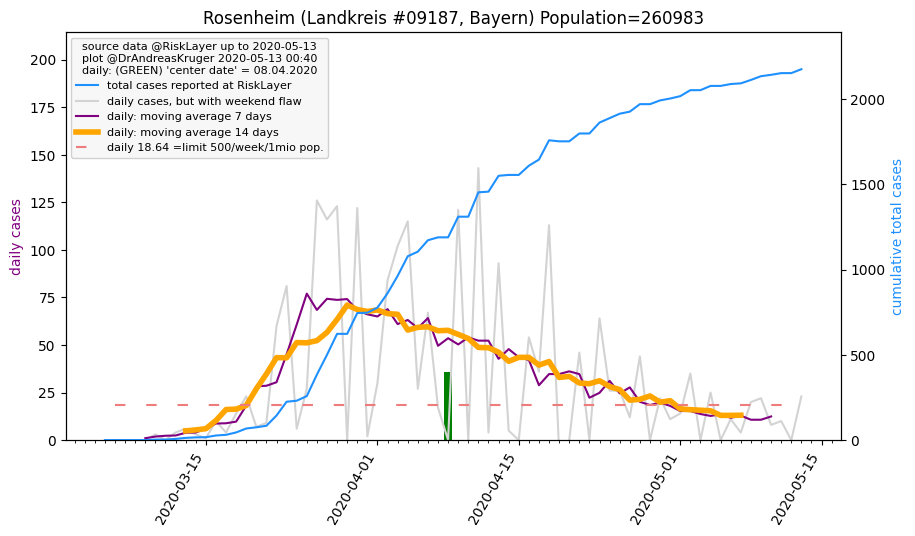 Rosenheim (Landkreis #09187, Bayern) Population=260983
source data @RiskLayer up to 2020-05-13
plot @DrAndreasKruger 2020-05-13 00:40
daily: (GREEN) 'center date' = 08.04.2020
total cases reported at RiskLayer
daily cases, but with weekend flaw
daily: moving average 7 days
daily: moving average 14 days
daily 18.64 =limit 500/week/1mio pop.
daily cases
200
175
150
125
100
75
50
25
0
cumulative total cases
2000
1500
1000
500
0
2020-03-15
2020-04-01
2020-04-15
2020-05-01
2020-05-15